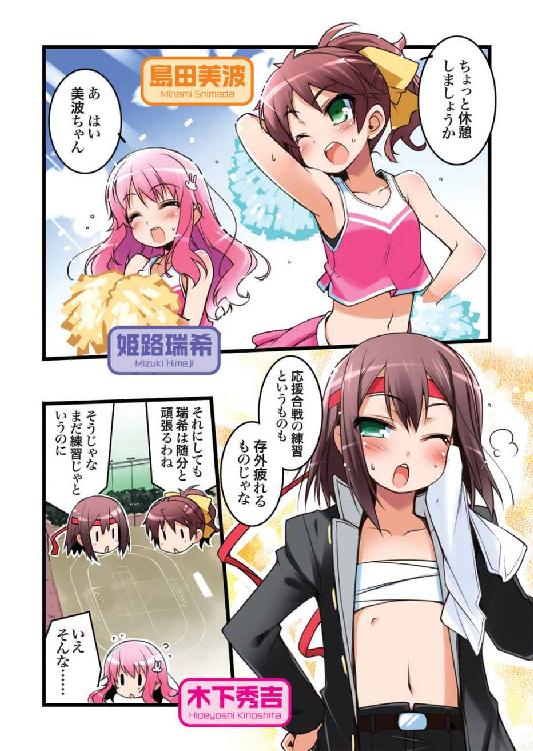 ちょっと休憩
しましょうか
島田美波
Minami Shimada
あ はい
美波ちゃん
姫路瑞希
Mizuki Himeji
応援合戦の練習
というものも
存外疲れる
ものじゃな
木下秀吉
Hideyoshi Kinoshita
それにしても
瑞希は随分と
頑張るわね
そうじゃな
まだ練習じゃと
いうのに
いえ
そんな……